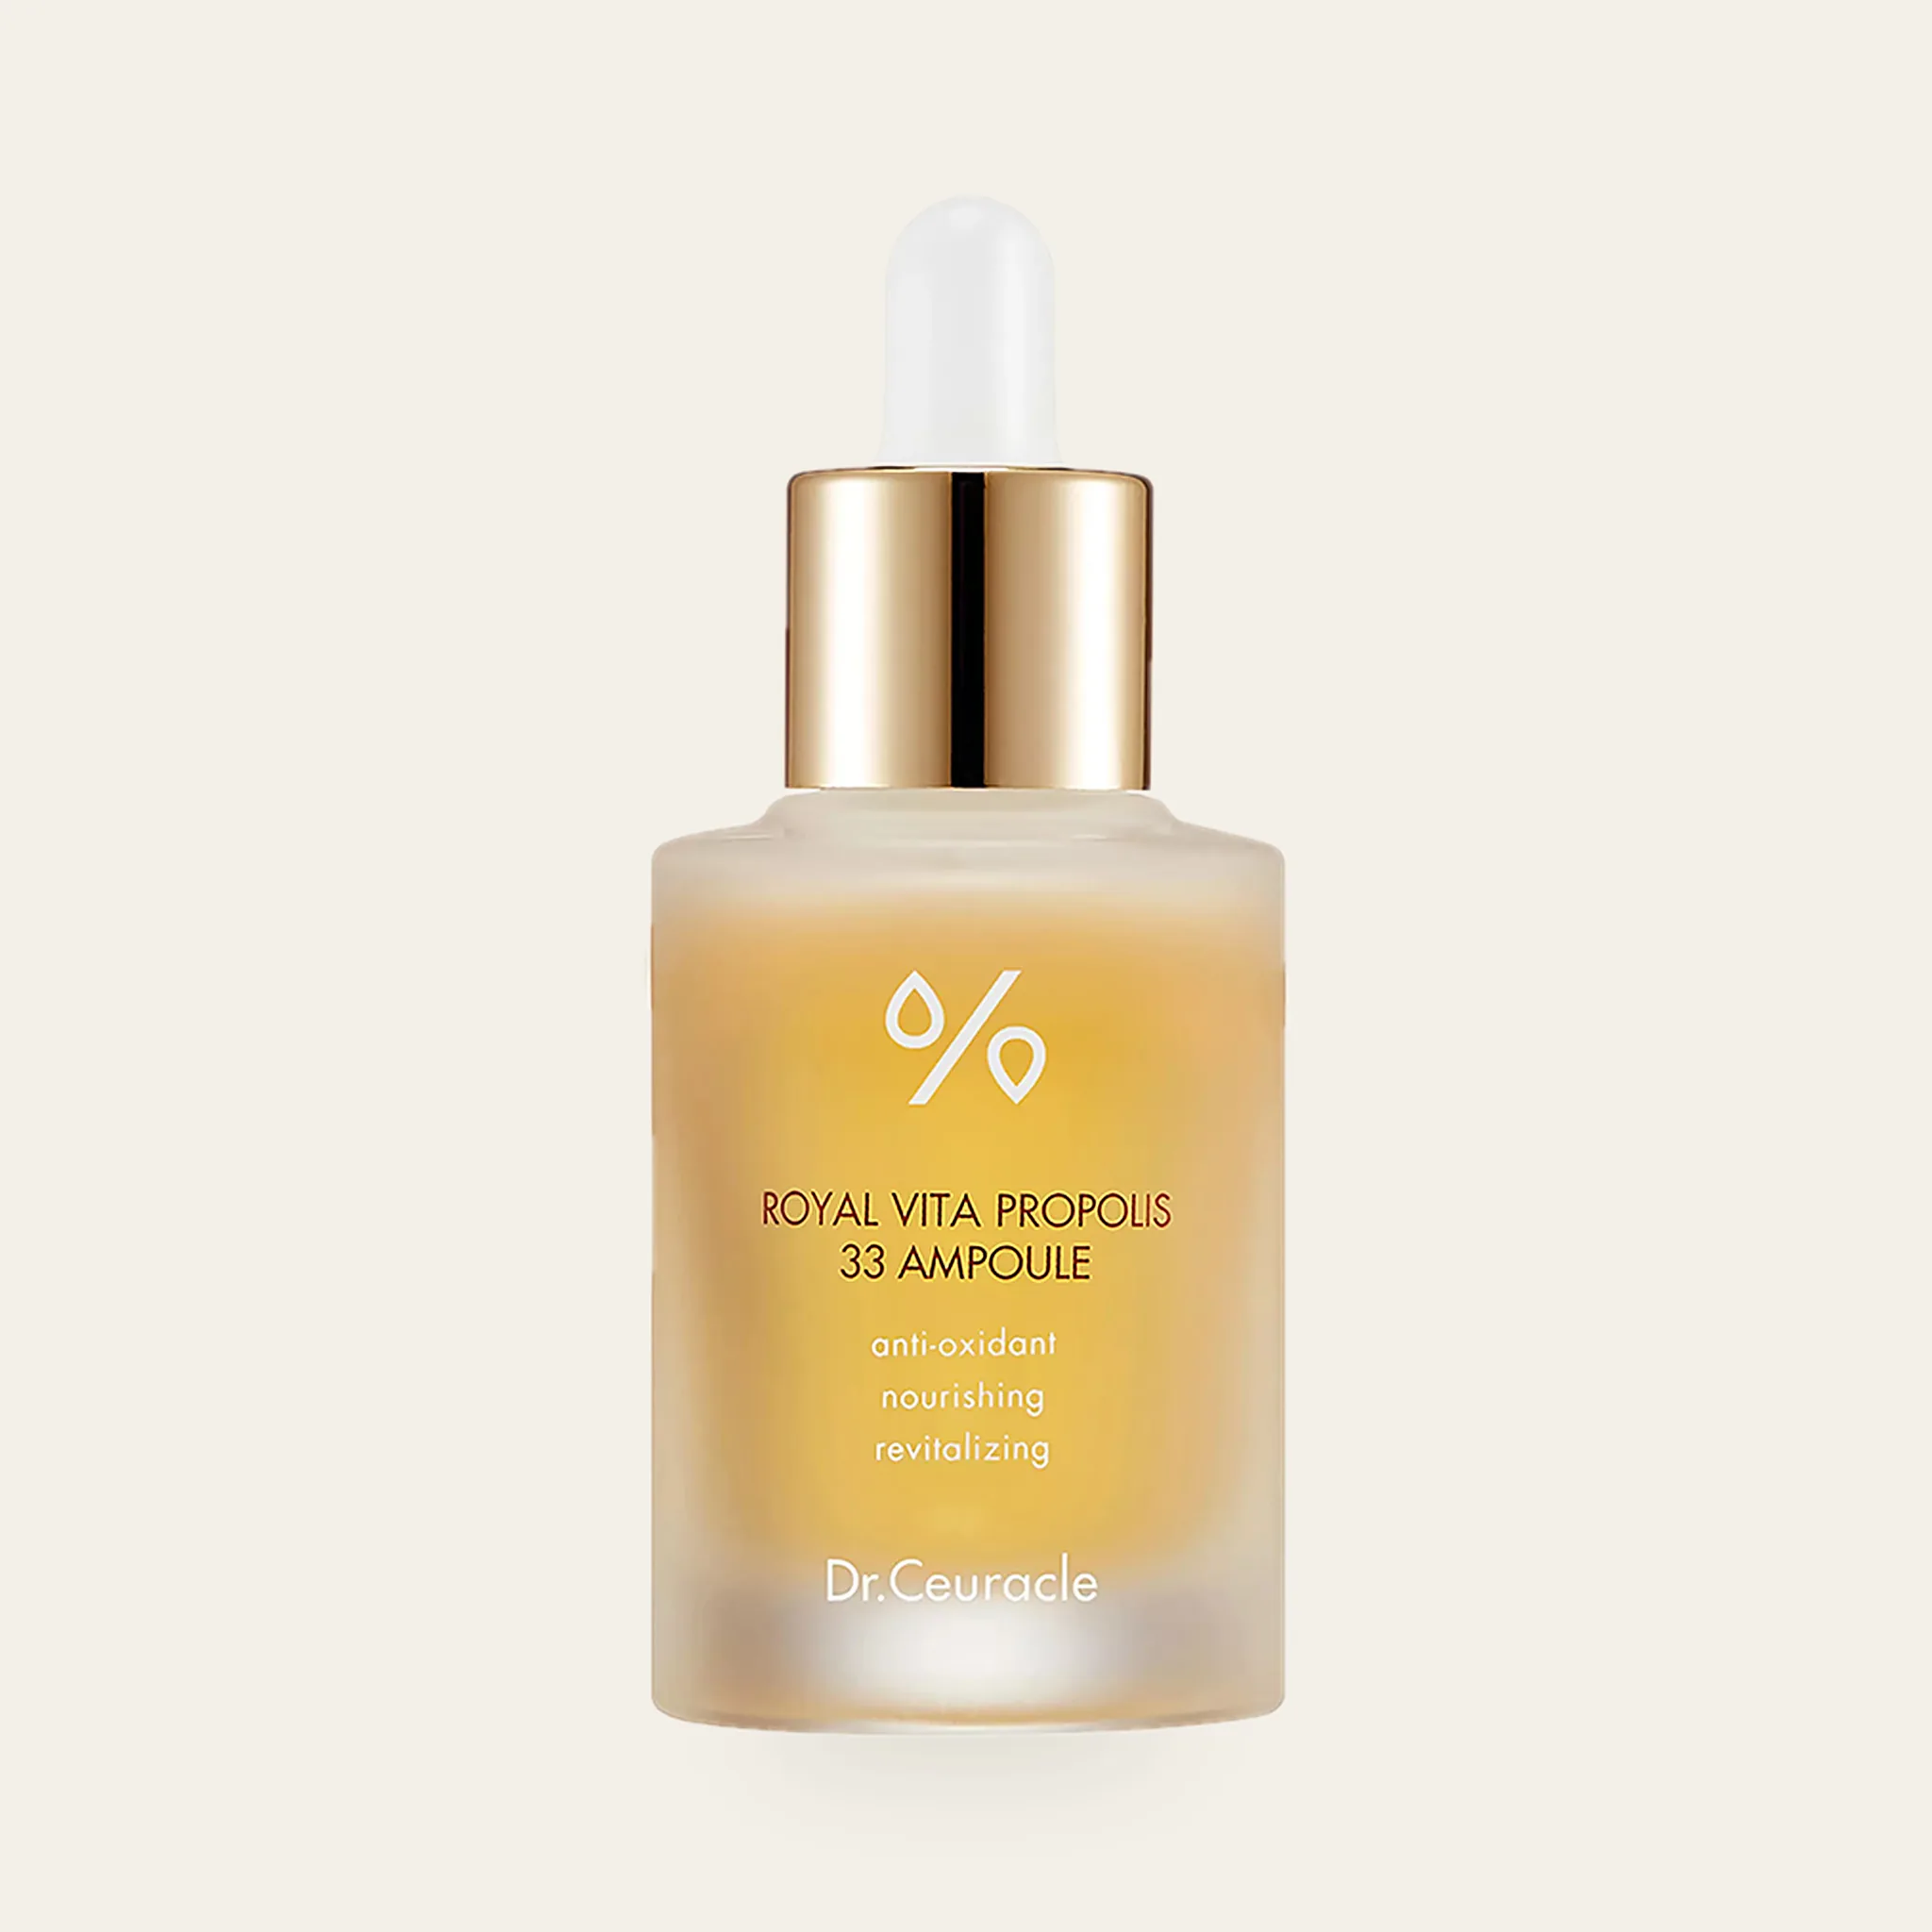 %
ROYAL VITA PROPOLIS
33 AMPOULE
anti-oxidant
nourishing
revitalizing
Dr.Ceuracle